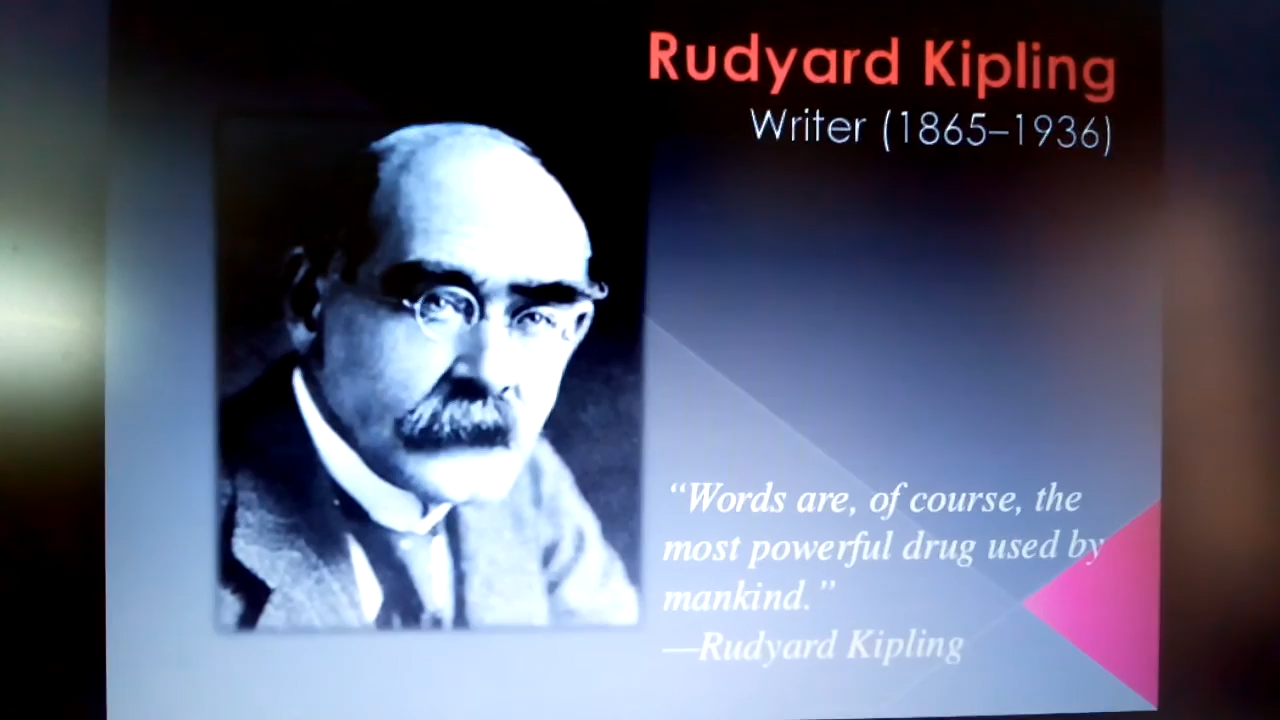 Rudyard Kipling
Writer (1865–1936)
“Words are, of course, the
most powerful drug used by
mankind.”
—Rudyard Kipling